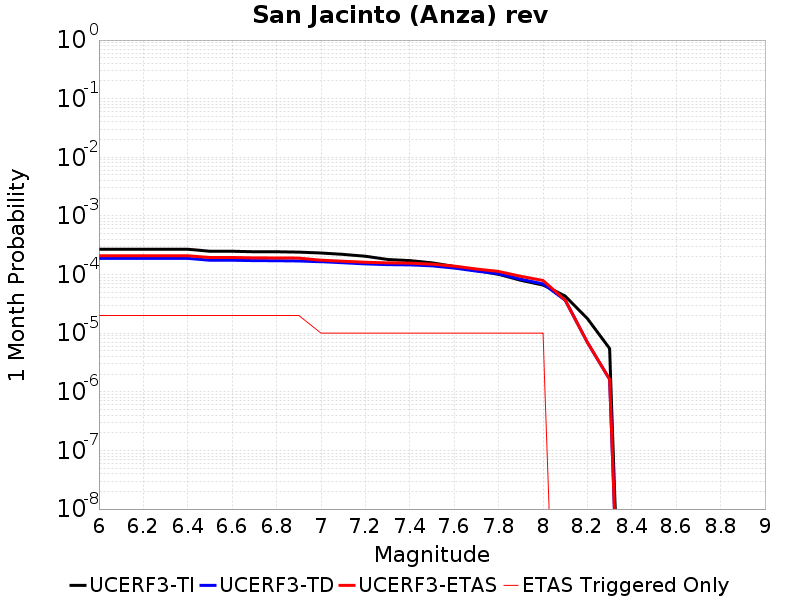 San Jacinto (Anza) rev
10^0
10^-1
10^-2
10^-3
10^-4
10^-5
10^-6
10^-7
10^-8
1 Month Probability
6 6.2 6.4 6.6 6.8 7 7.2 7.4 7.6 7.8 8 8.2 8.4 8.6 8.8 9
Magnitude
UCERF3-TI UCERF3-TD UCERF3-ETAS ETAS Triggered Only